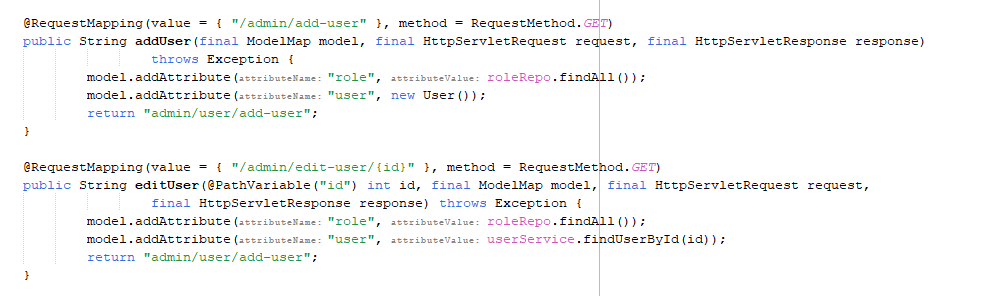 @RequestMapping(value = { "/admin/add-user" }, method = RequestMethod.GET)
public String addUser(final ModelMap model, final HttpServletRequest request, final HttpServletResponse response)
throws Exception {
model.addAttribute( attributeName: "role", attributeValue: roleRepo.findAll());
model.addAttribute( attributeName: "user", attributeValue: new User());
return "admin/user/add-user";
}
@RequestMapping(value = { "/admin/edit-user/{id}" }, method = RequestMethod.GET)
public String editUser(@PathVariable("id") int id, final ModelMap model, final HttpServletRequest request,
final HttpServletResponse response) throws Exception {
model.addAttribute( attributeName: "role", attributeValue: roleRepo.findAll());
model.addAttribute( attributeName: "user", attributeValue: userService.findUserById(id));
return "admin/user/add-user";
}